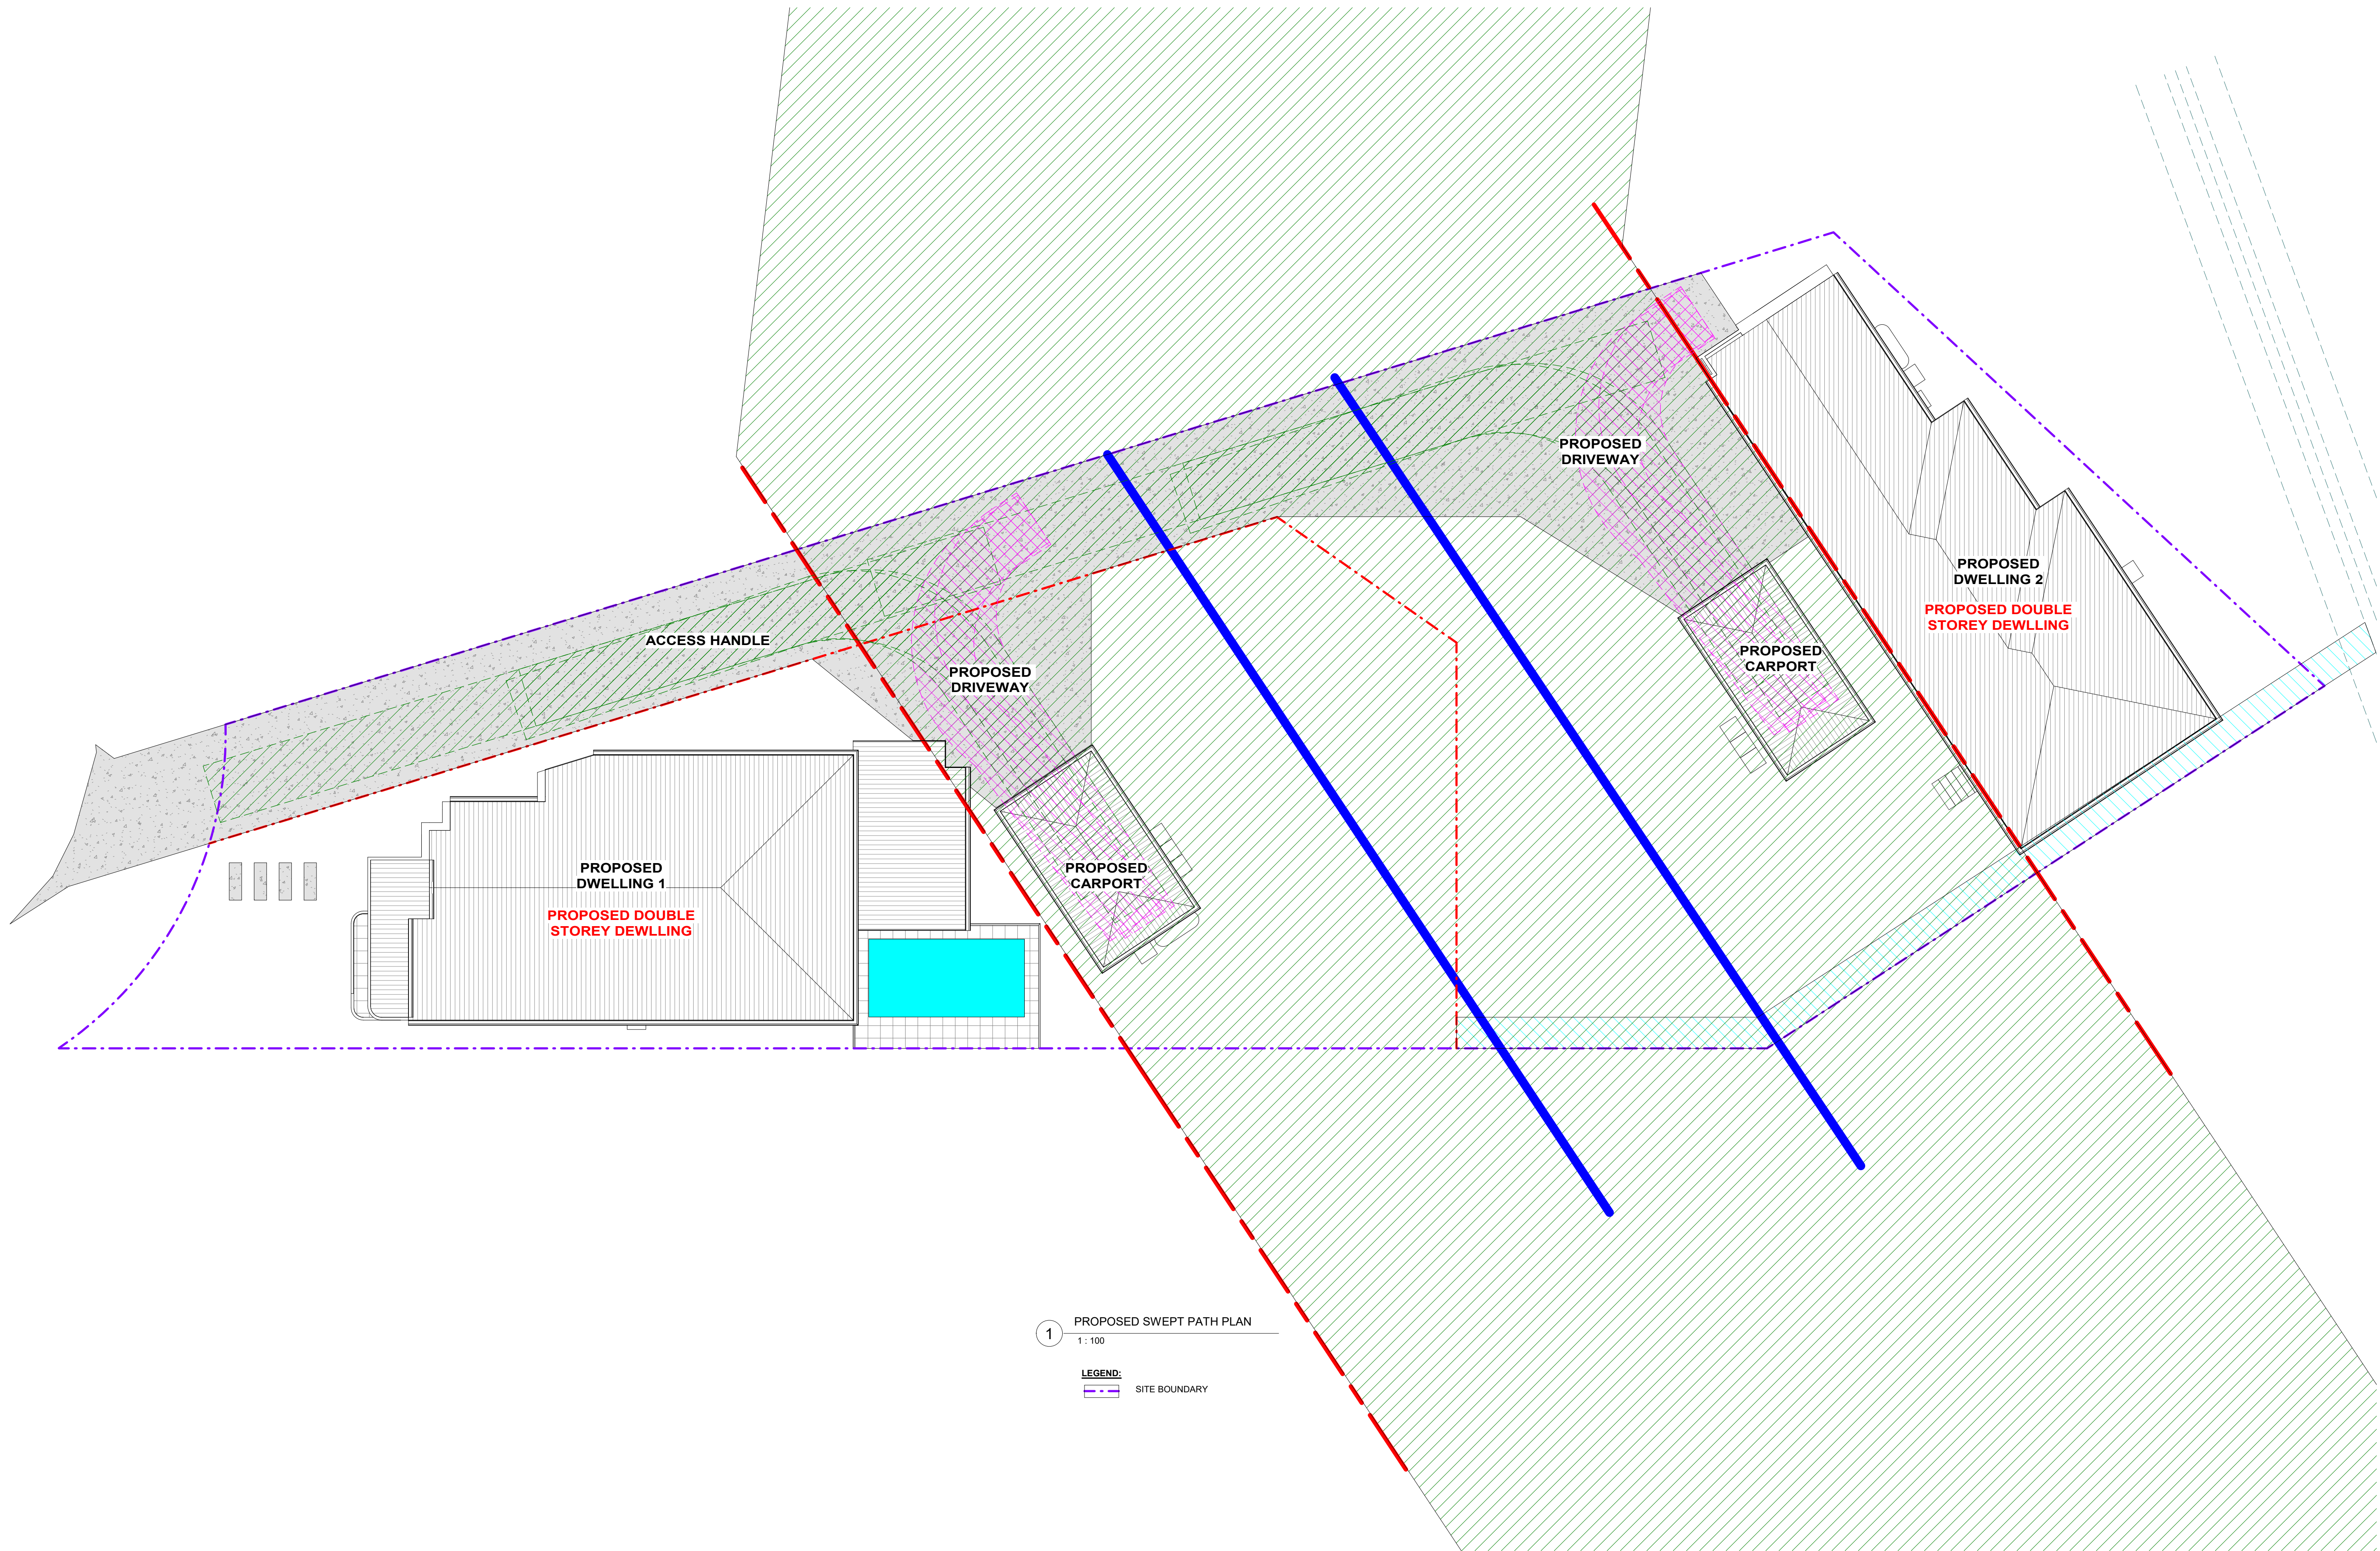 PROPOSED
DRIVEWAY
PROPOSED
DWELLING 2
PROPOSED DOUBLE
STOREY DEWLLING
ACCESS HANDLE
PROPOSED
CARPORT
PROPOSED
DRIVEWAY
PROPOSED
DWELLING 1
PROPOSED DOUBLE
STOREY DEWLLING
PROPOSED
CARPORT
1
PROPOSED SWEPT PATH PLAN
1 : 100
LEGEND:
SITE BOUNDARY